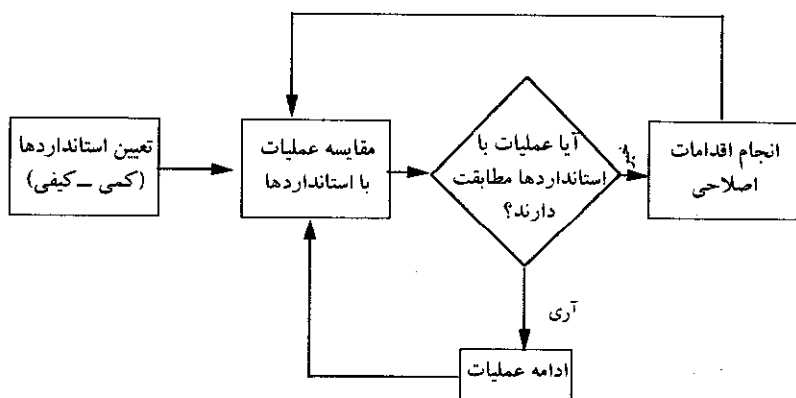 تعیین استانداردها
(کمی – کیفی)
مقایسه عملیات
با استانداردها
آیا عملیات با
استانداردها مطابقت
دارند؟
خیر
انجام اقدامات
اصلاحی
آری
ادامه عملیات